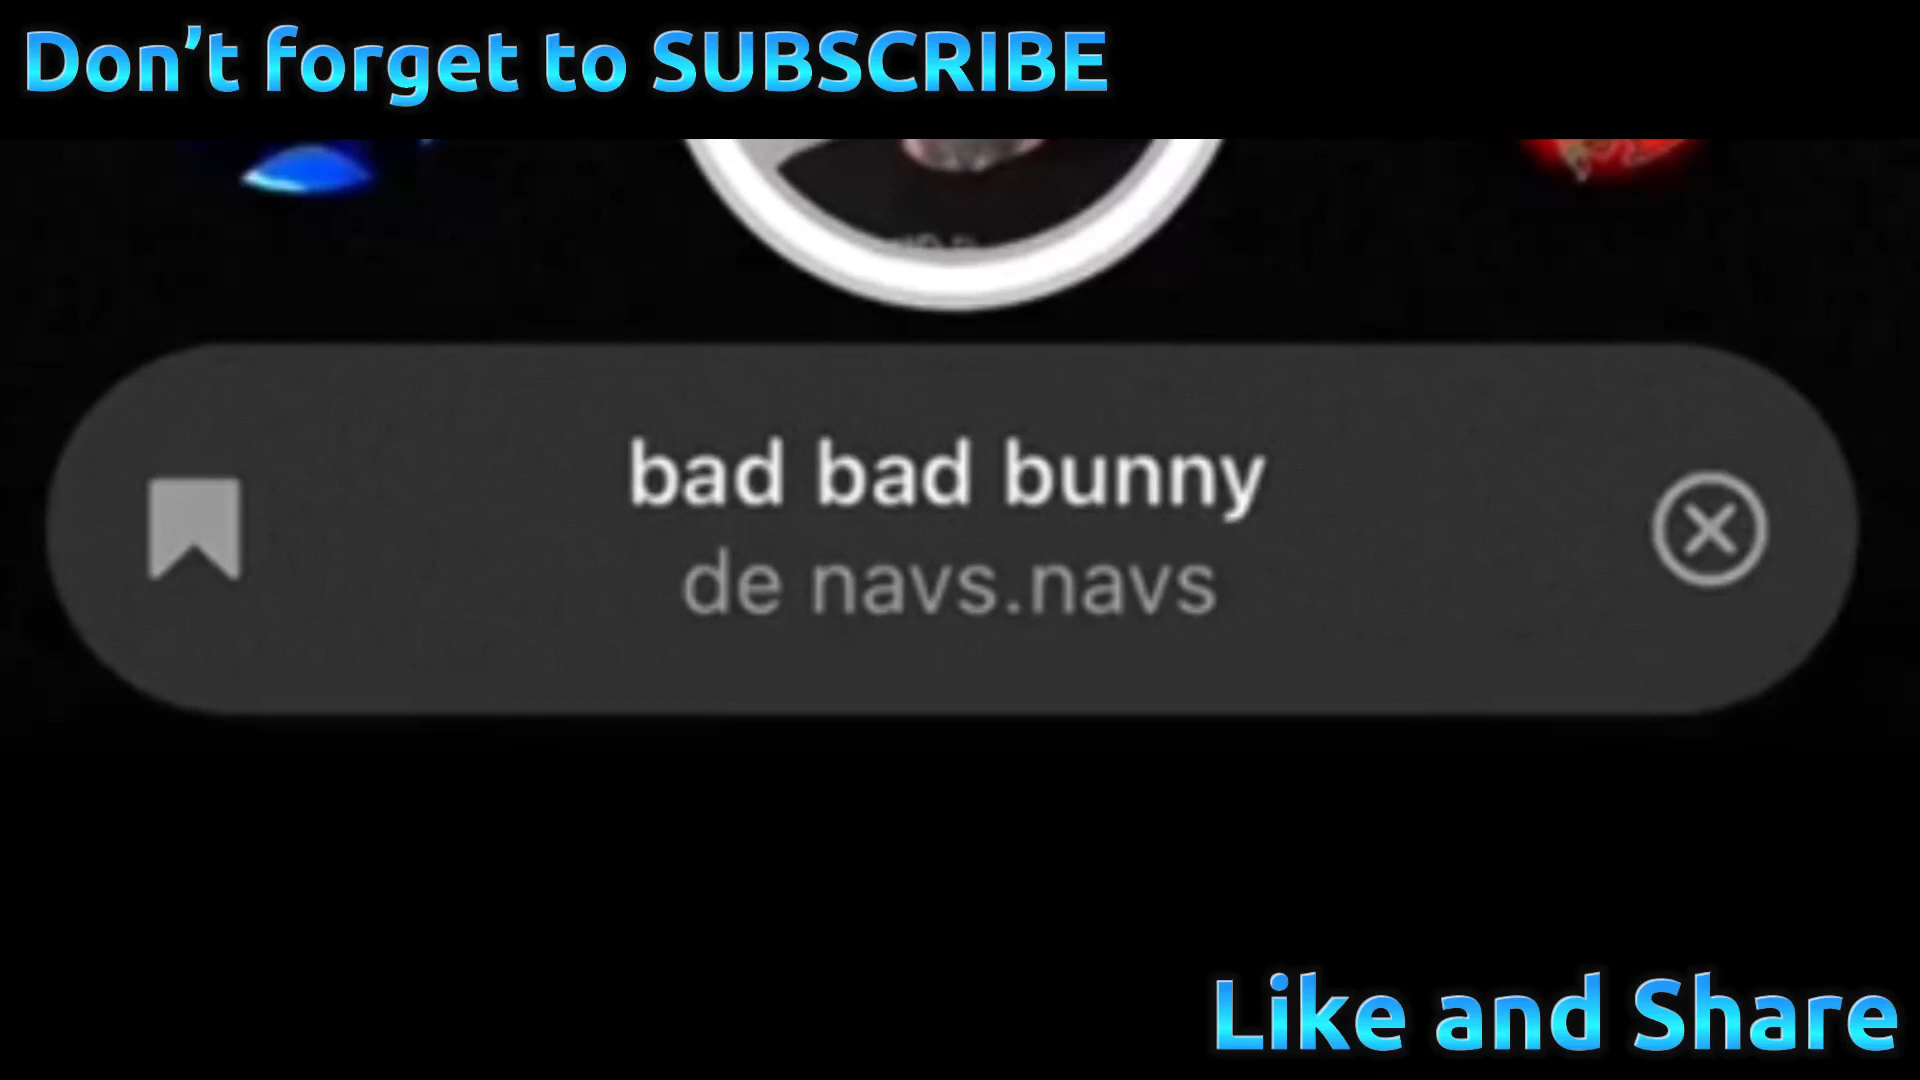 Don’t forget to SUBSCRIBE
bad bad bunny
de navs.navs
Like and Share